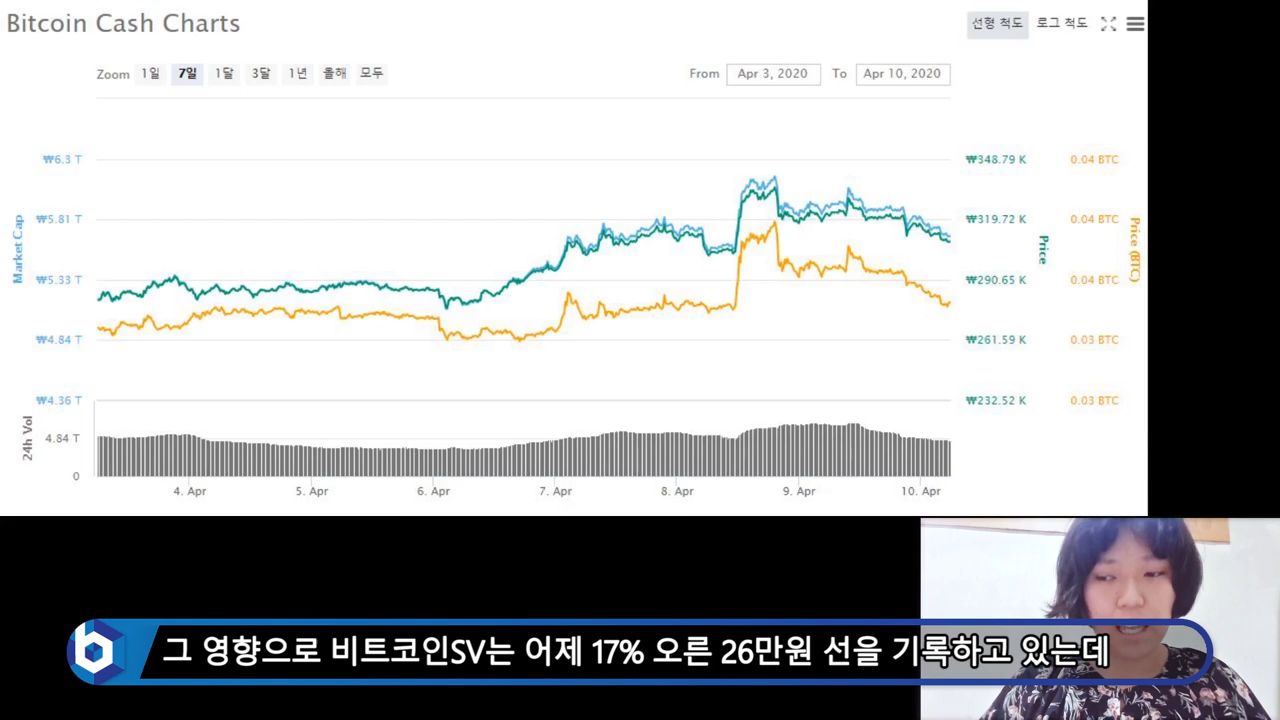 Bitcoin Cash Charts
선형 척도 로그 척도
Zoom 1일 7일 1달 3달 1년 올해 모두
From Apr 3, 2020 To Apr 10, 2020
₩6.3 T ₩348.79 K 0.04 BTC
₩5.81 T ₩319.72 K 0.04 BTC
Market Cap Price Price (BTC)
₩5.33 T ₩290.65 K 0.04 BTC
₩4.84 T ₩261.59 K 0.03 BTC
₩4.36 T ₩232.52 K 0.03 BTC
24h Vol
4.84 T
0
4. Apr 5. Apr 6. Apr 7. Apr 8. Apr 9. Apr 10. Apr
b 그 영향으로 비트코인SV는 어제 17% 오른 26만원 선을 기록하고 있는데